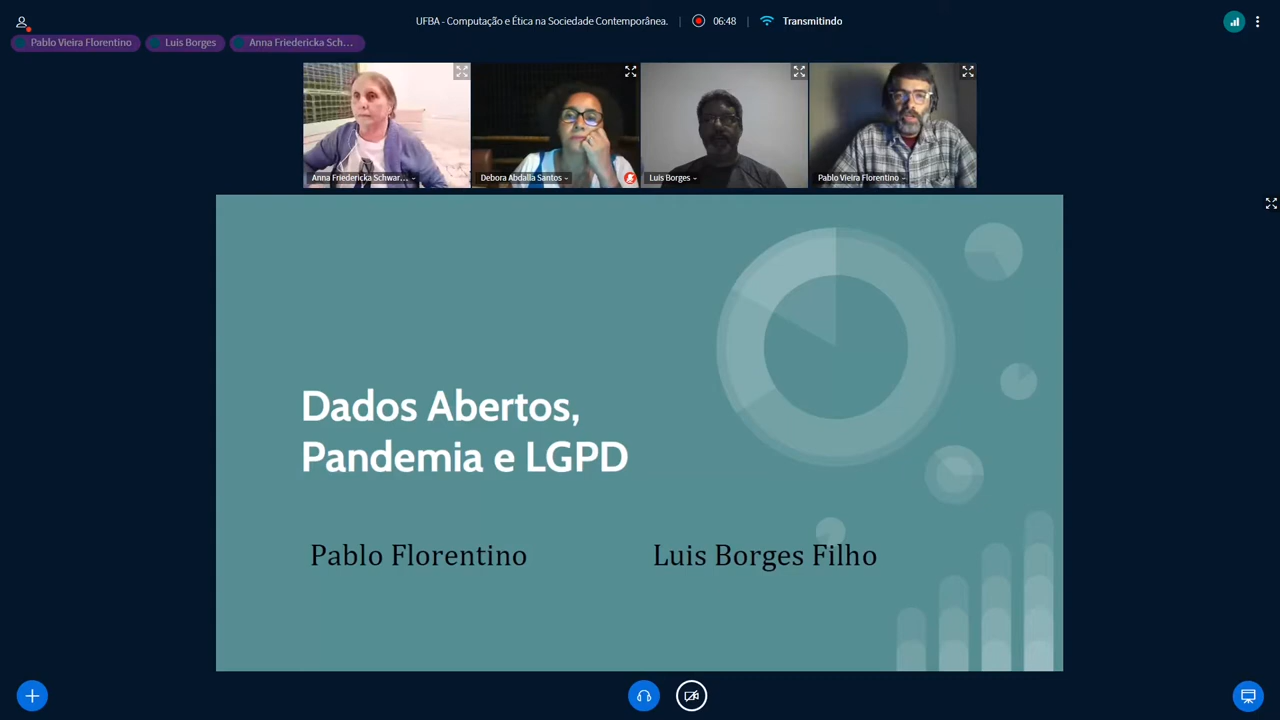 UFBA - Computação e Ética na Sociedade Contemporânea.
06:48
Transmitindo
Pablo Vieira Florentino
Luis Borges
Anna Friedericka Sch...
Anna Friedericka Schwar...
Debora Abdalla Santos
Luis Borges
Pablo Vieira Florentino
Dados Abertos,
Pandemia e LGPD
Pablo Florentino
Luis Borges Filho